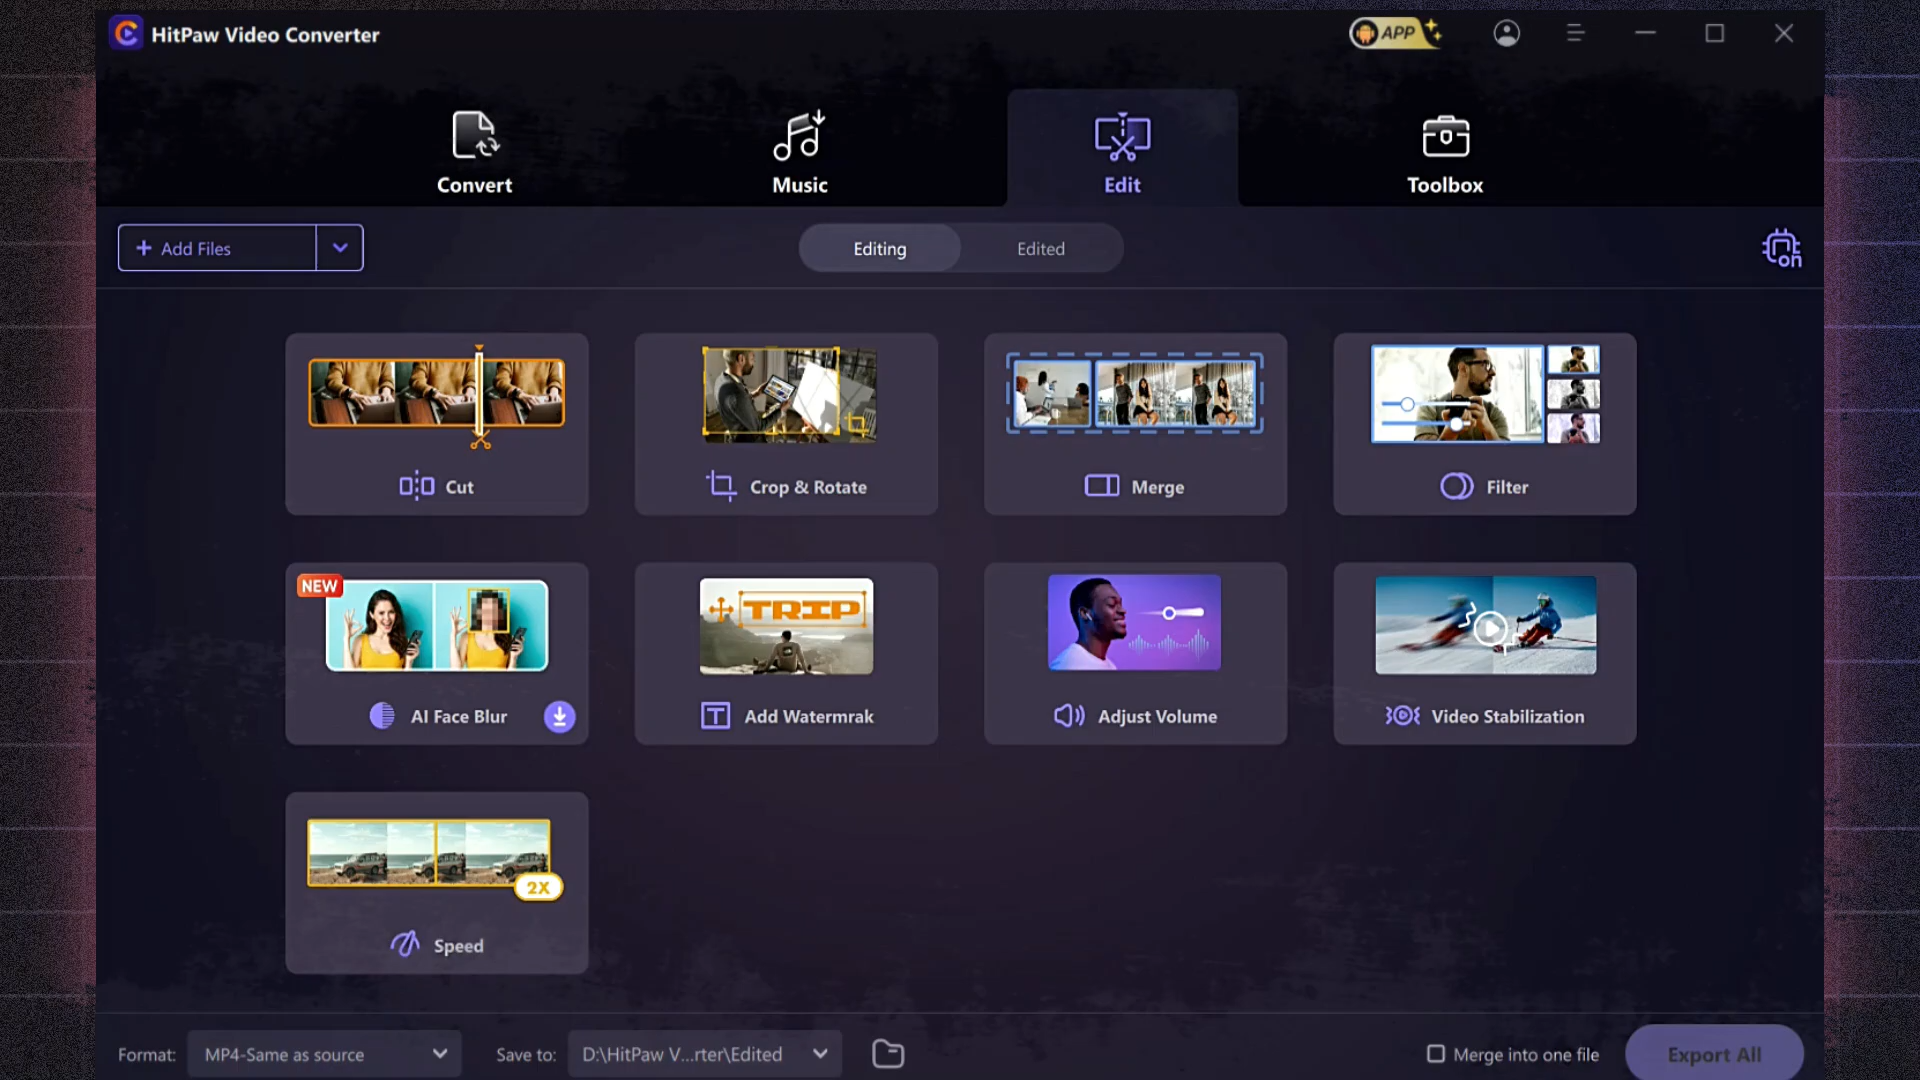 HitPaw Video Converter
APP
Convert
Music
Edit
Toolbox
+ Add Files
Editing
Edited
on
Cut
Crop & Rotate
Merge
Filter
NEW
TRIP
AI Face Blur
Add Watermrak
Adjust Volume
Video Stabilization
2X
Speed
Format: MP4-Same as source
Save to: D:\HitPaw V...rter\Edited
Merge into one file
Export All